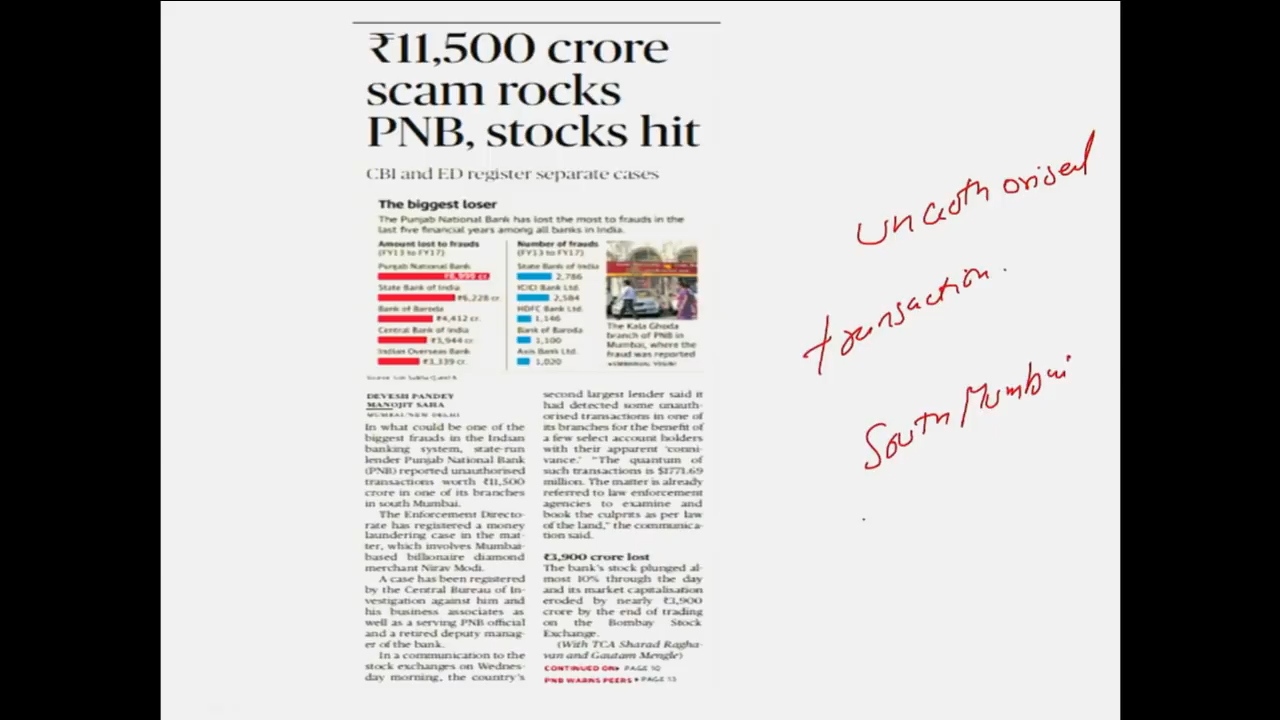 ₹11,500 crore
scam rocks
PNB, stocks hit
CBI and ED register separate cases
The biggest loser
The Punjab National Bank has lost the most to frauds in the
last five financial years among all banks in India.
Amount lost to frauds
(FY13 to FY17)
Punjab National Bank
₹8,999 cr.
State Bank of India
₹6,228 cr.
Bank of Baroda
₹4,412 cr.
Central Bank of India
₹3,944 cr.
Indian Overseas Bank
₹3,339 cr.
Number of frauds
(FY13 to FY17)
State Bank of India
2,786
ICICI Bank Ltd.
2,584
HDFC Bank Ltd.
1,146
Bank of Baroda
1,100
Axis Bank Ltd.
1,020
The Kala Ghoda
branch of PNB in
Mumbai, where the
fraud was reported
DEVESH PANDEY
MANOJIT SAHA
MUMBAI/NEW DELHI
In what could be one of the
biggest frauds in the Indian
banking system, state-run
lender Punjab National Bank
(PNB) reported unauthorised
transactions worth ₹11,500
crore in one of its branches
in south Mumbai.
The Enforcement Directo-
rate has registered a money
laundering case in the mat-
ter, which involves Mumbai-
based billionaire diamond
merchant Nirav Modi.
A case has been registered
by the Central Bureau of In-
vestigation against him and
his business associates as
well as a serving PNB official
and a retired deputy manag-
er of the bank.
In a communication to the
stock exchanges on Wednes-
day morning, the country's
second largest lender said it
had detected some unauth-
orised transactions in one of
its branches for the benefit of
a few select account holders
with their apparent 'conni-
vance.' "The quantum of
such transactions is $1771.69
million. The matter is already
referred to law enforcement
agencies to examine and
book the culprits as per law
of the land," the communica-
tion said.
₹3,900 crore lost
The bank's stock plunged al-
most 10% through the day
and its market capitalisation
eroded by nearly ₹3,900
crore by the end of trading
on the Bombay Stock
Exchange.
(With TCA Sharad Ragha-
van and Gautam Mengle)
CONTINUED ON ▸ PAGE 10
PNB WARNS PEERS ▸ PAGE 13
unauthorised
transaction.
South Mumbai